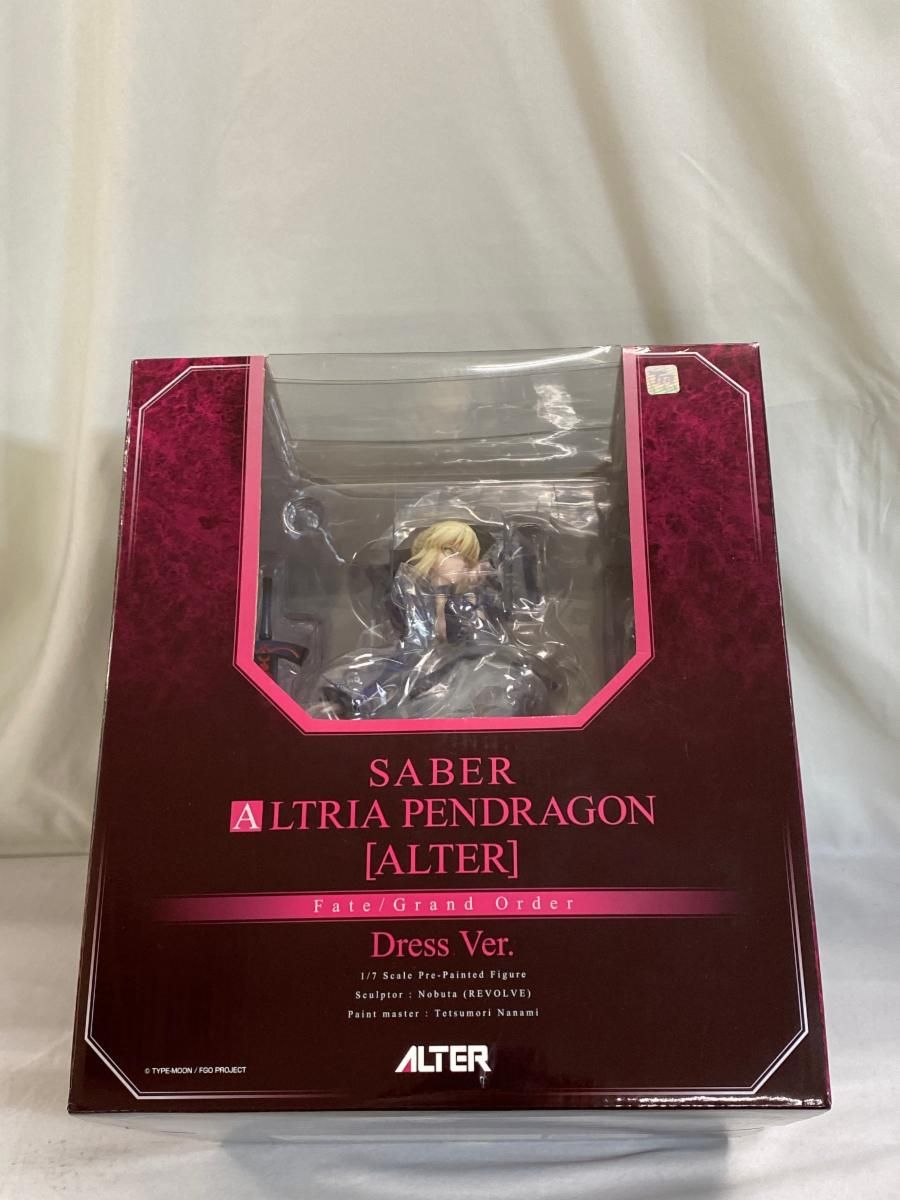 SABER
ALTRIA PENDRAGON
[ALTER]
Fate/Grand Order
Dress Ver.
1/7 Scale Pre-Painted Figure
Sculptor : Nobuta (REVOLVE)
Paint master : Tetsumori Nanami
© TYPE-MOON / FGO PROJECT
ALTER